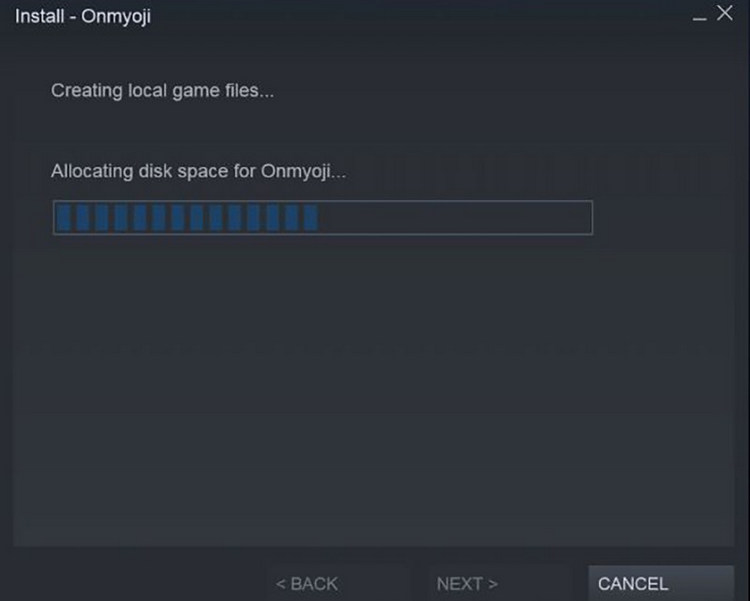 Install - Onmyoji
Creating local game files...
Allocating disk space for Onmyoji...
< BACK
NEXT >
CANCEL